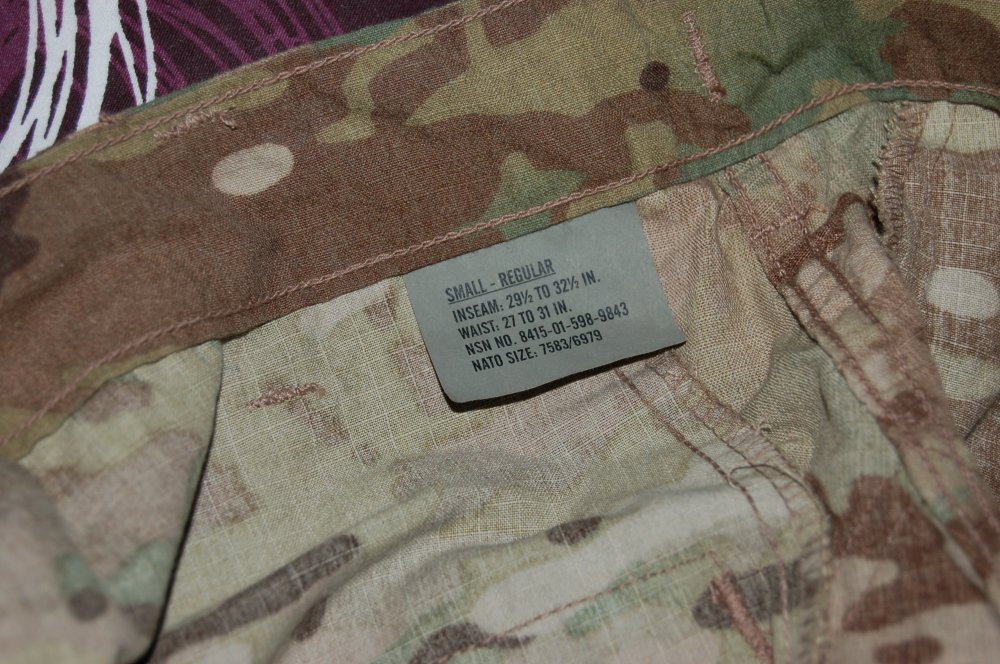 SMALL - REGULAR
INSEAM: 29½ TO 32½ IN.
WAIST: 27 TO 31 IN.
NSN NO. 8415-01-598-9843
NATO SIZE: 7583/6979